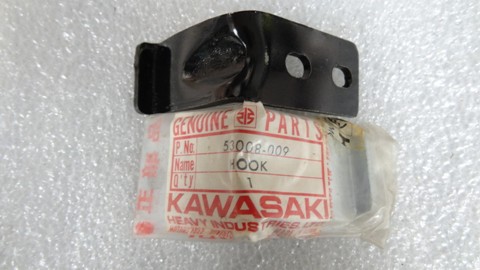 GENUINE PARTS
P.No. 53008-009
Name HOOK
Q'ty 1
KAWASAKI
HEAVY INDUSTRIES